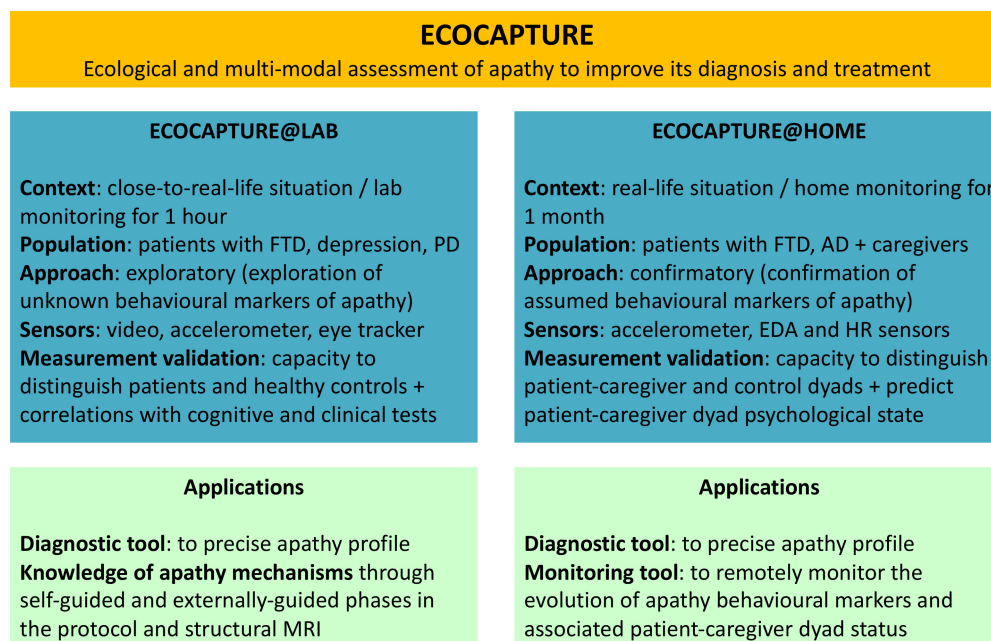 ECOCAPTURE
Ecological and multi-modal assessment of apathy to improve its diagnosis and treatment
ECOCAPTURE@LAB
Context: close-to-real-life situation / lab
monitoring for 1 hour
Population: patients with FTD, depression, PD
Approach: exploratory (exploration of
unknown behavioural markers of apathy)
Sensors: video, accelerometer, eye tracker
Measurement validation: capacity to
distinguish patients and healthy controls +
correlations with cognitive and clinical tests
ECOCAPTURE@HOME
Context: real-life situation / home monitoring for
1 month
Population: patients with FTD, AD + caregivers
Approach: confirmatory (confirmation of
assumed behavioural markers of apathy)
Sensors: accelerometer, EDA and HR sensors
Measurement validation: capacity to distinguish
patient-caregiver and control dyads + predict
patient-caregiver dyad psychological state
Applications
Diagnostic tool: to precise apathy profile
Knowledge of apathy mechanisms through
self-guided and externally-guided phases in
the protocol and structural MRI
Applications
Diagnostic tool: to precise apathy profile
Monitoring tool: to remotely monitor the
evolution of apathy behavioural markers and
associated patient-caregiver dyad status